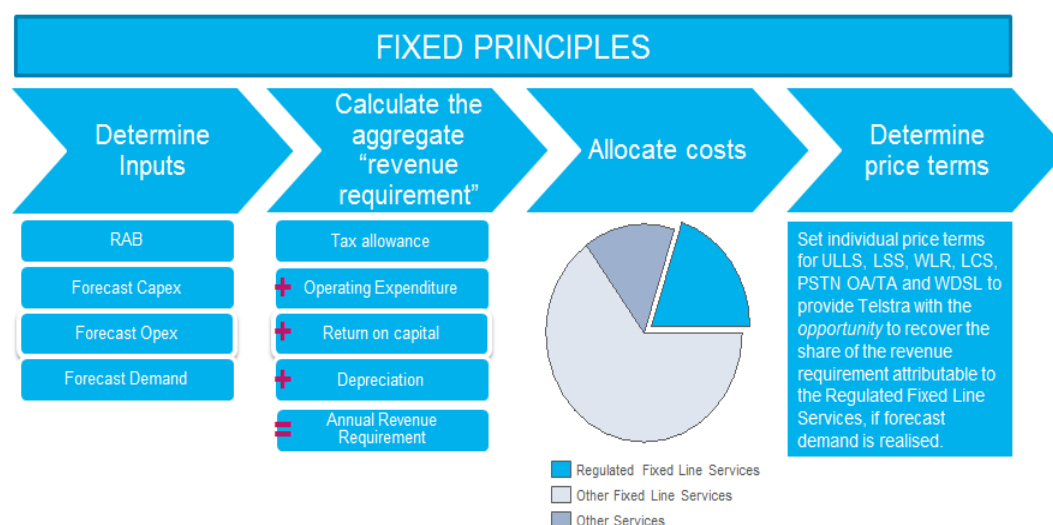 FIXED PRINCIPLES
Determine
Inputs
Calculate the
aggregate
“revenue
requirement”
Allocate costs
Determine
price terms
RAB
Forecast Capex
Forecast Opex
Forecast Demand
Tax allowance
+ Operating Expenditure
+ Return on capital
+ Depreciation
= Annual Revenue
Requirement
Regulated Fixed Line Services
Other Fixed Line Services
Other Services
Set individual price terms
for ULLS, LSS, WLR, LCS,
PSTN OA/TA and WDSL to
provide Telstra with the
opportunity to recover the
share of the revenue
requirement attributable to
the Regulated Fixed Line
Services, if forecast
demand is realised.